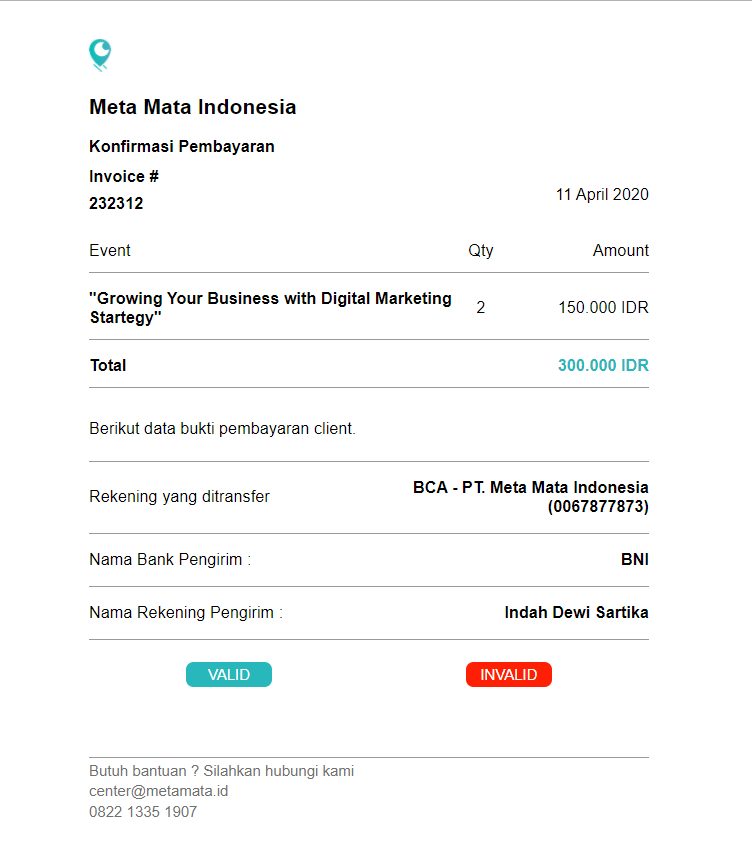 Meta Mata Indonesia
Konfirmasi Pembayaran
Invoice #
232312
11 April 2020
Event Qty Amount
"Growing Your Business with Digital Marketing
Startegy" 2 150.000 IDR
Total 300.000 IDR
Berikut data bukti pembayaran client.
Rekening yang ditransfer
BCA - PT. Meta Mata Indonesia
(0067877873)
Nama Bank Pengirim : BNI
Nama Rekening Pengirim : Indah Dewi Sartika
VALID INVALID
Butuh bantuan ? Silahkan hubungi kami
center@metamata.id
0822 1335 1907